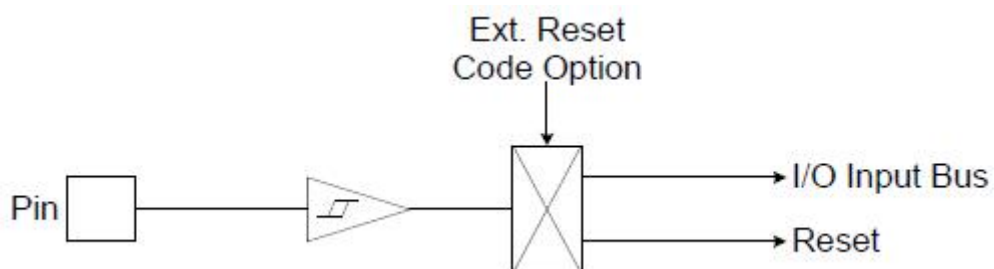 Ext. Reset
Code Option
Pin
I/O Input Bus
Reset